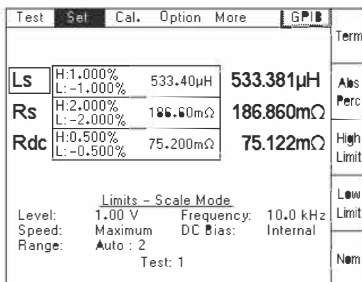 Test Set Cal. Option More GPIB
Term
Ls H:1.000% L:-1.000% 533.40µH 533.381µH
Abs Perc
Rs H:2.000% L:-2.000% 186.60mΩ 186.860mΩ
High Limit
Rdc H:0.500% L:-0.500% 75.200mΩ 75.122mΩ
Low Limit
Limits – Scale Mode
Level: 1.00 V Frequency: 10.0 kHz
Speed: Maximum DC Bias: Internal
Range: Auto : 2
Nom
Test: 1